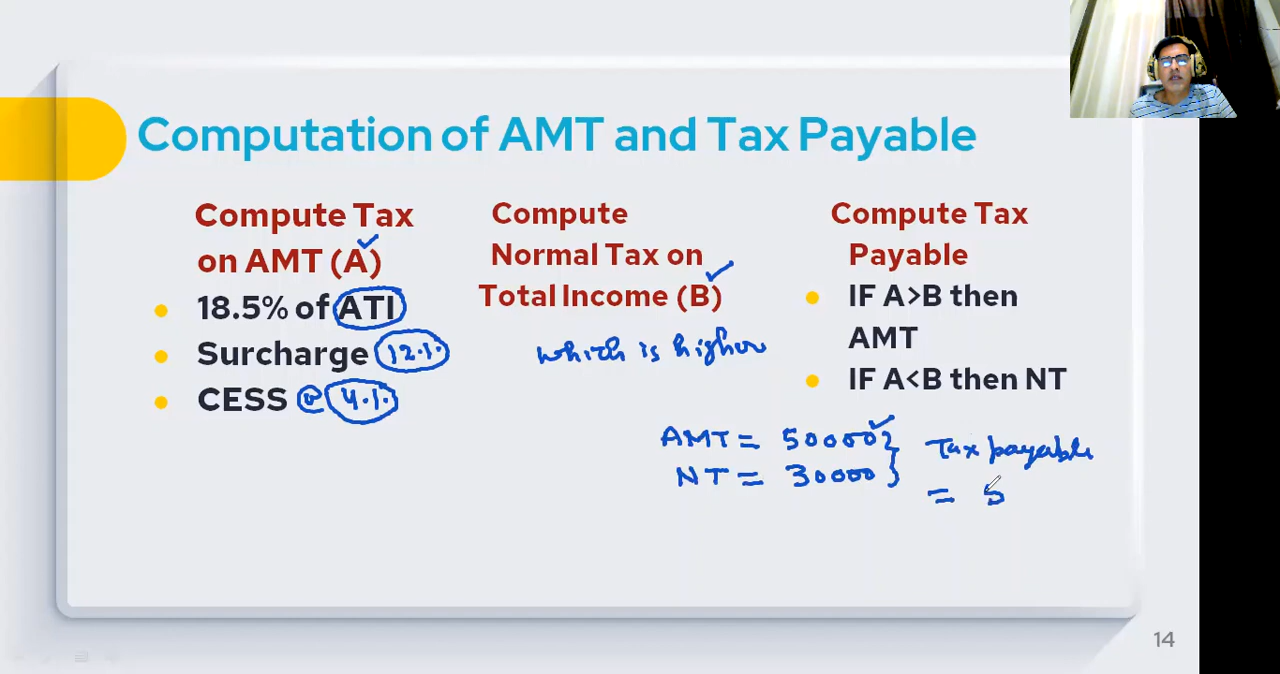 Computation of AMT and Tax Payable
Compute Tax
on AMT (A)
18.5% of ATI
Surcharge 12%
CESS @ 4%
Compute
Normal Tax on
Total Income (B)
which is higher
Compute Tax
Payable
IF A>B then
AMT
IF A<B then NT
AMT = 50000
NT = 30000
Tax payable
= 5
14